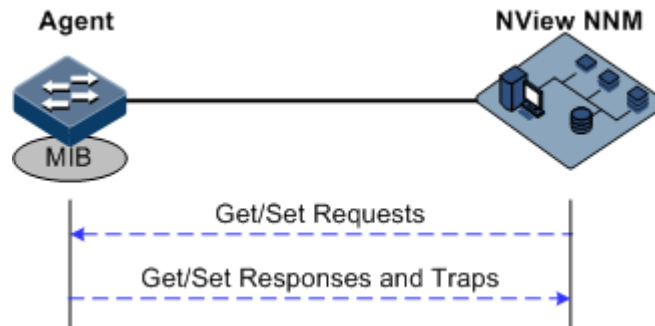 Agent
NView NNM
MIB
Get/Set Requests
Get/Set Responses and Traps